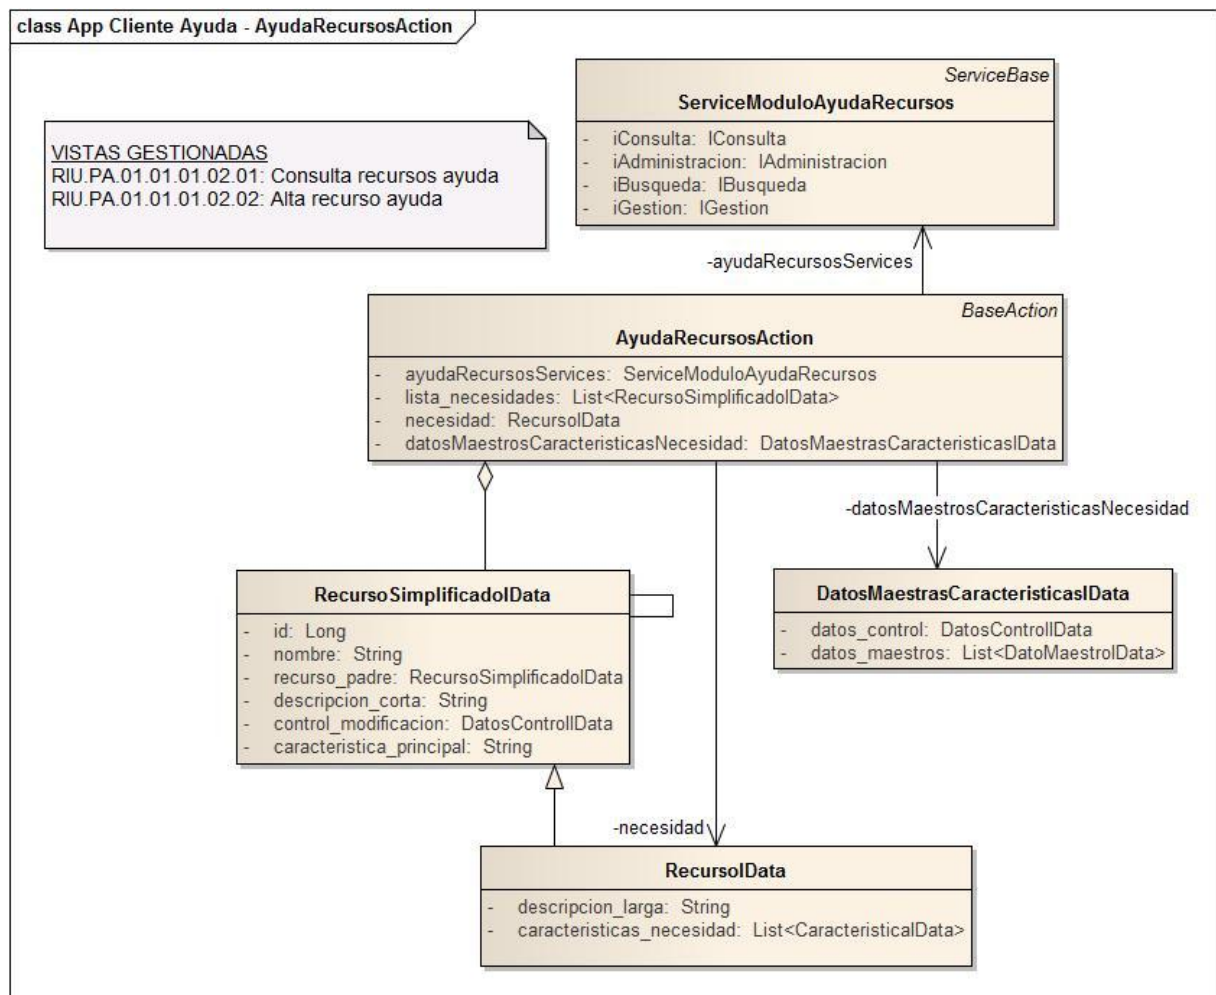 class App Cliente Ayuda - AyudaRecursosAction
ServiceBase
ServiceModuloAyudaRecursos
- iConsulta: IConsulta
- iAdministracion: IAdministracion
- iBusqueda: IBusqueda
- iGestion: IGestion
VISTAS GESTIONADAS
RIU.PA.01.01.01.02.01: Consulta recursos ayuda
RIU.PA.01.01.01.02.02: Alta recurso ayuda
-ayudaRecursosServices
BaseAction
AyudaRecursosAction
- ayudaRecursosServices: ServiceModuloAyudaRecursos
- lista_necesidades: List<RecursoSimplificadoIData>
- necesidad: RecursoIData
- datosMaestrosCaracteristicasNecesidad: DatosMaestrasCaracteristicasIData
-datosMaestrosCaracteristicasNecesidad
RecursoSimplificadoIData
- id: Long
- nombre: String
- recurso_padre: RecursoSimplificadoIData
- descripcion_corta: String
- control_modificacion: DatosControlIData
- caracteristica_principal: String
DatosMaestrasCaracteristicasIData
- datos_control: DatosControlIData
- datos_maestros: List<DatoMaestroIData>
-necesidad
RecursoIData
- descripcion_larga: String
- caracteristicas_necesidad: List<CaracteristicaIData>